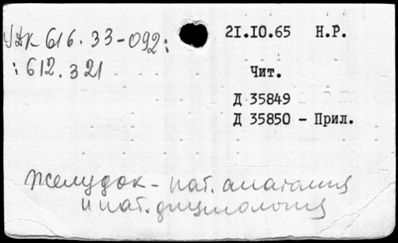 УДК 616.33-092:
:612.321
21.10.65 Н.Р.
Чит.
Д 35849
Д 35850 - Прил.
Желудок - пат. анатомия
и пат. физиология